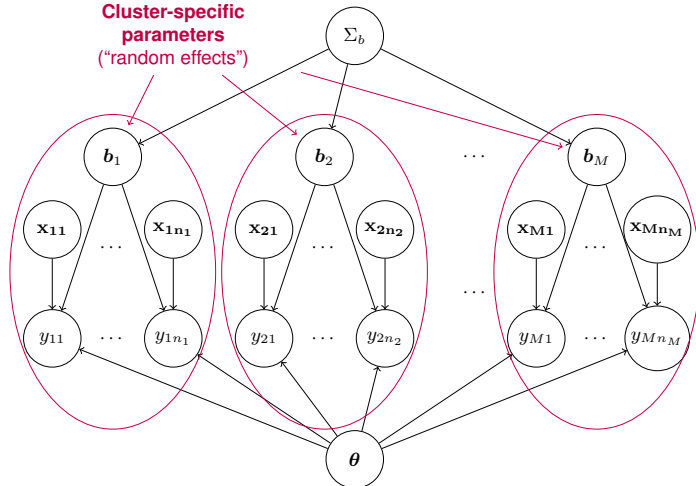 Cluster-specific
parameters
(“random effects”)
Σ_b
b_1
b_2
...
b_M
x_11
...
x_1n_1
x_21
...
x_2n_2
x_M1
...
x_Mn_M
...
y_11
...
y_1n_1
y_21
...
y_2n_2
y_M1
...
y_Mn_M
θ